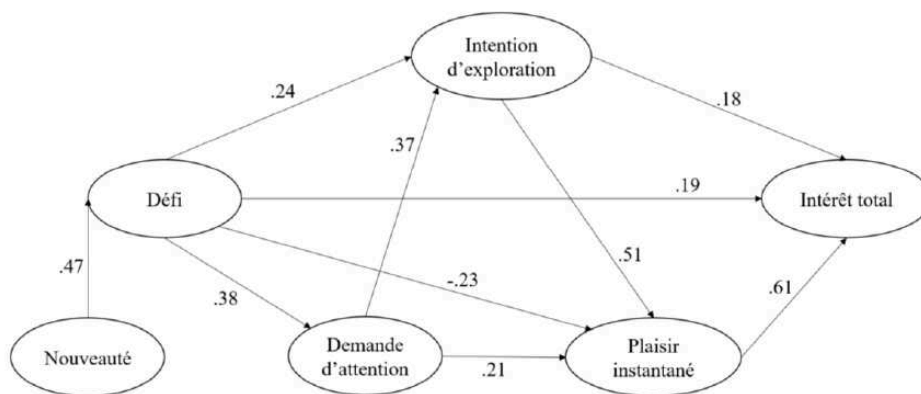 Intention
d'exploration
.24
.18
.37
Défi
.19
Intérêt total
.47
.38
-.23
.51
.61
Nouveauté
Demande
d'attention
.21
Plaisir
instantané